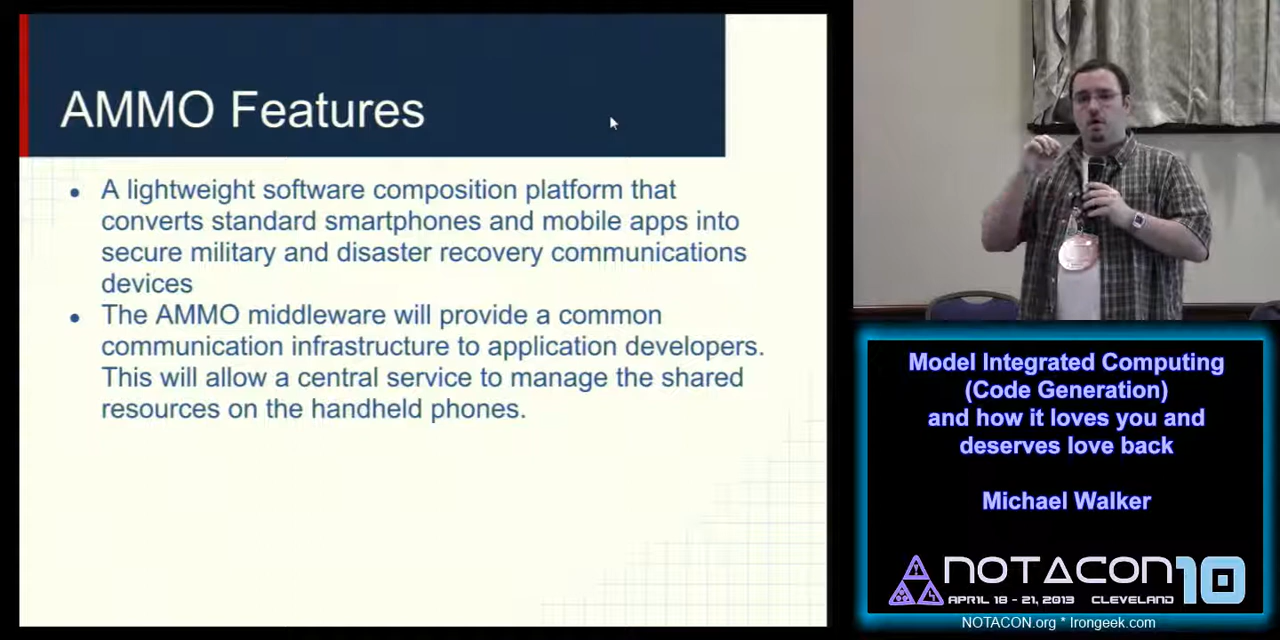 AMMO Features
● A lightweight software composition platform that
converts standard smartphones and mobile apps into
secure military and disaster recovery communications
devices
● The AMMO middleware will provide a common
communication infrastructure to application developers.
This will allow a central service to manage the shared
resources on the handheld phones.
Model Integrated Computing
(Code Generation)
and how it loves you and
deserves love back
Michael Walker
NOTACON 10
APRIL 18 - 21, 2013 CLEVELAND
NOTACON.org * Irongeek.com